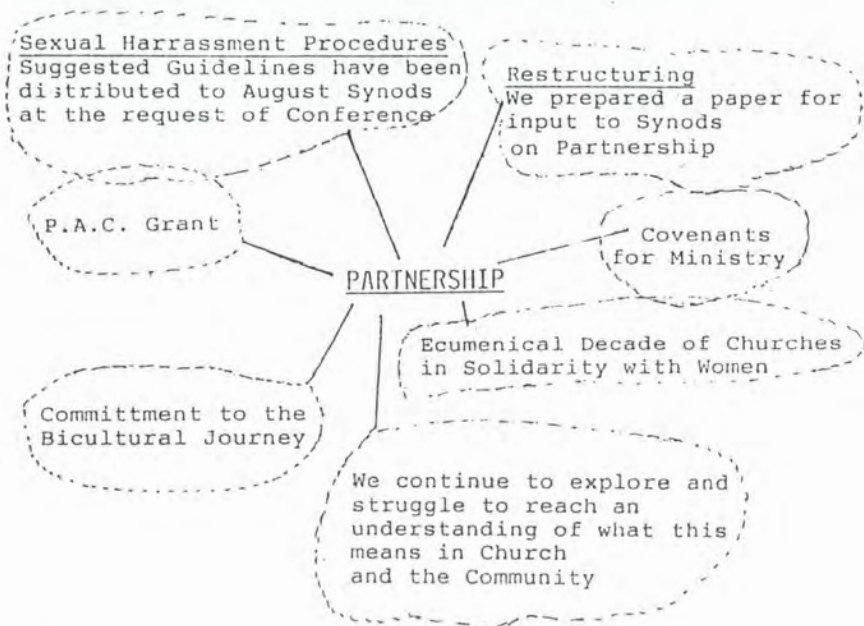 Sexual Harrassment Procedures
Suggested Guidelines have been
distributed to August Synods
at the request of Conference
Restructuring
We prepared a paper for
input to Synods
on Partnership
P.A.C. Grant
Covenants
for Ministry
PARTNERSHIP
Ecumenical Decade of Churches
in Solidarity with Women
Committment to the
Bicultural Journey
We continue to explore and
struggle to reach an
understanding of what this
means in Church
and the Community